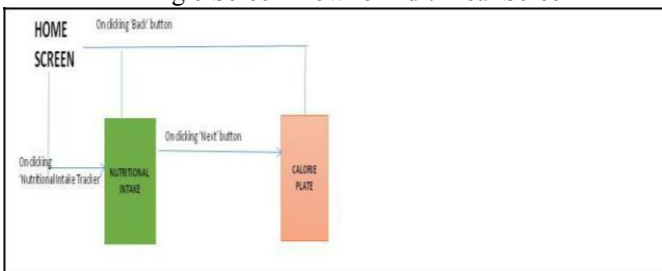 On clicking 'Back' button
HOME
SCREEN
On clicking 'Next' button
On clicking
'Nutritional Intake Tracker'
NUTRITIONAL
INTAKE
CALORIE
PLATE